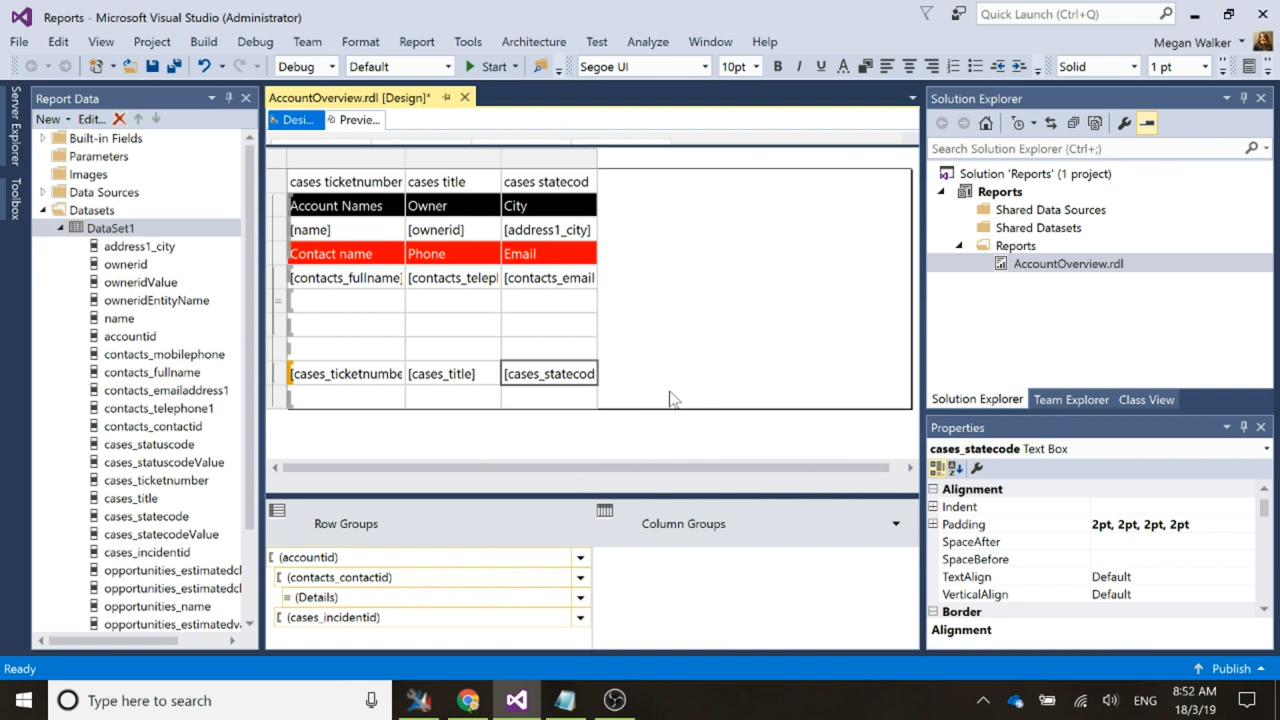 Reports - Microsoft Visual Studio (Administrator)
Quick Launch (Ctrl+Q)
File Edit View Project Build Debug Team Format Report Tools Architecture Test Analyze Window Help
Megan Walker
Debug Default Start Segoe UI 10pt B I U A Solid 1 pt
Server Explorer
Toolbox
Report Data
New Edit...
Built-in Fields
Parameters
Images
Data Sources
Datasets
DataSet1
address1_city
ownerid
owneridValue
owneridEntityName
name
accountid
contacts_mobilephone
contacts_fullname
contacts_emailaddress1
contacts_telephone1
contacts_contactid
cases_statuscode
cases_statuscodeValue
cases_ticketnumber
cases_title
cases_statecode
cases_statecodeValue
cases_incidentid
opportunities_estimatedcl
opportunities_estimatedcl
opportunities_name
opportunities_estimatedva
AccountOverview.rdl [Design]*
Desi... Preview...
cases ticketnumber cases title cases statecod
Account Names Owner City
[name] [ownerid] [address1_city]
Contact name Phone Email
[contacts_fullname] [contacts_telep [contacts_email
[cases_ticketnumbe [cases_title] [cases_statecod
Row Groups Column Groups
(accountid)
(contacts_contactid)
(Details)
(cases_incidentid)
Solution Explorer
Search Solution Explorer (Ctrl+;)
Solution 'Reports' (1 project)
Reports
Shared Data Sources
Shared Datasets
Reports
AccountOverview.rdl
Solution Explorer Team Explorer Class View
Properties
cases_statecode Text Box
Alignment
Indent
Padding 2pt, 2pt, 2pt, 2pt
SpaceAfter
SpaceBefore
TextAlign Default
VerticalAlign Default
Border
Alignment
Ready
Publish
Type here to search
ENG
8:52 AM
18/3/19